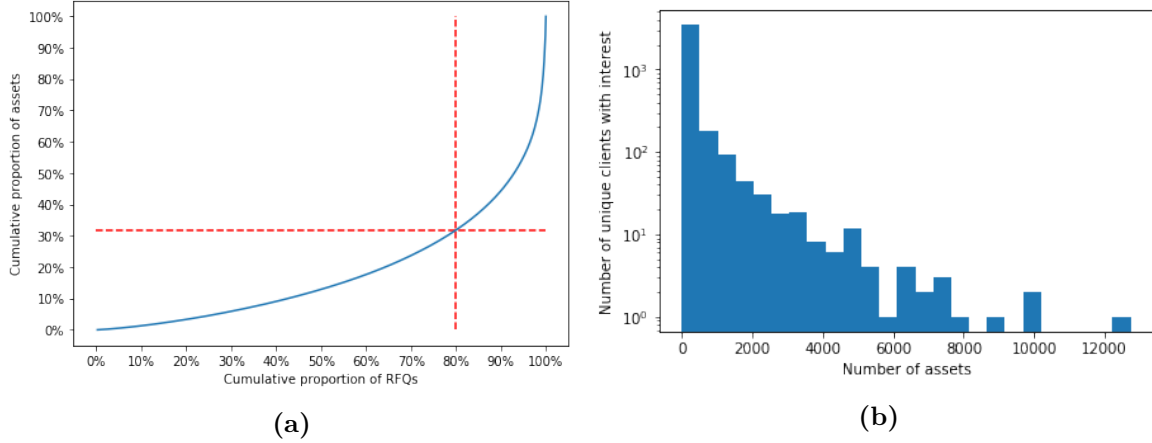 100%
90%
80%
70%
60%
50%
40%
30%
20%
10%
0%
Cumulative proportion of assets
0% 10% 20% 30% 40% 50% 60% 70% 80% 90% 100%
Cumulative proportion of RFQs
(a)
Number of unique clients with interest
10³
10²
10¹
10⁰
0 2000 4000 6000 8000 10000 12000
Number of assets
(b)